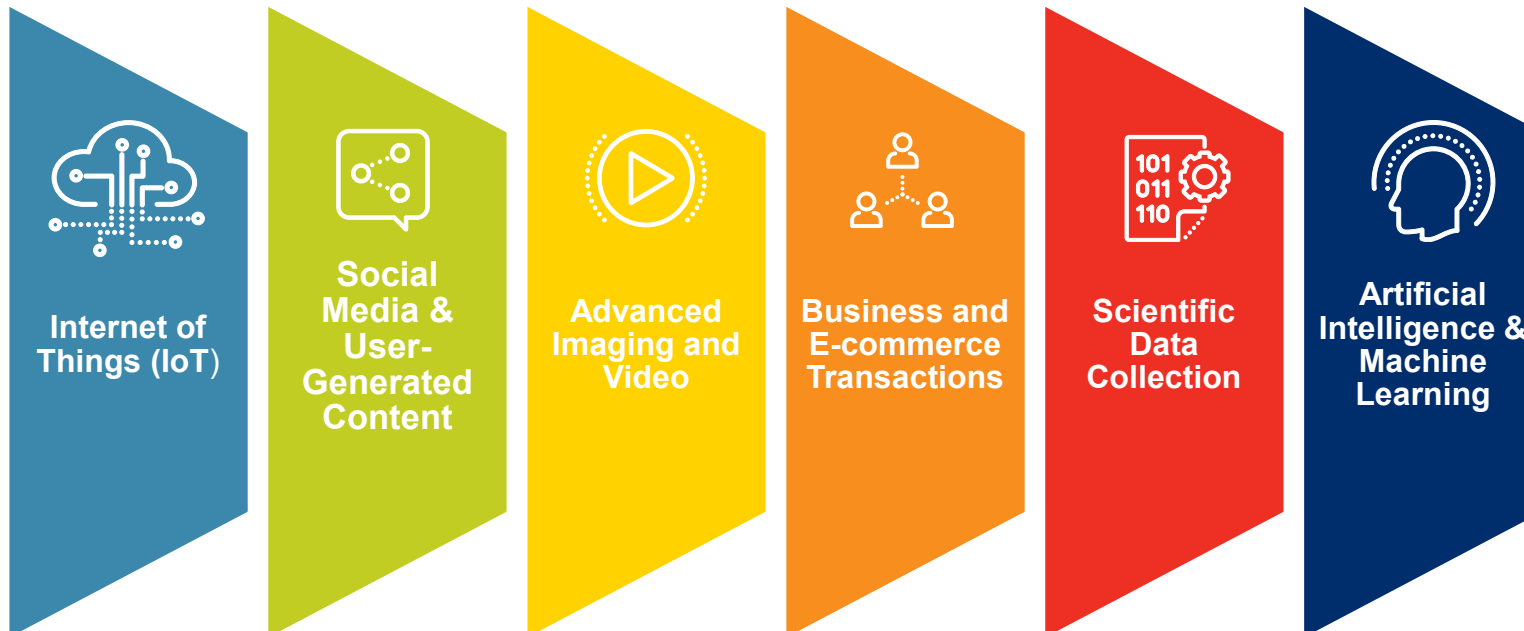 Internet of
Things (IoT)
Social
Media &
User-
Generated
Content
Advanced
Imaging and
Video
Business and
E-commerce
Transactions
101
011
110
Scientific
Data
Collection
Artificial
Intelligence &
Machine
Learning